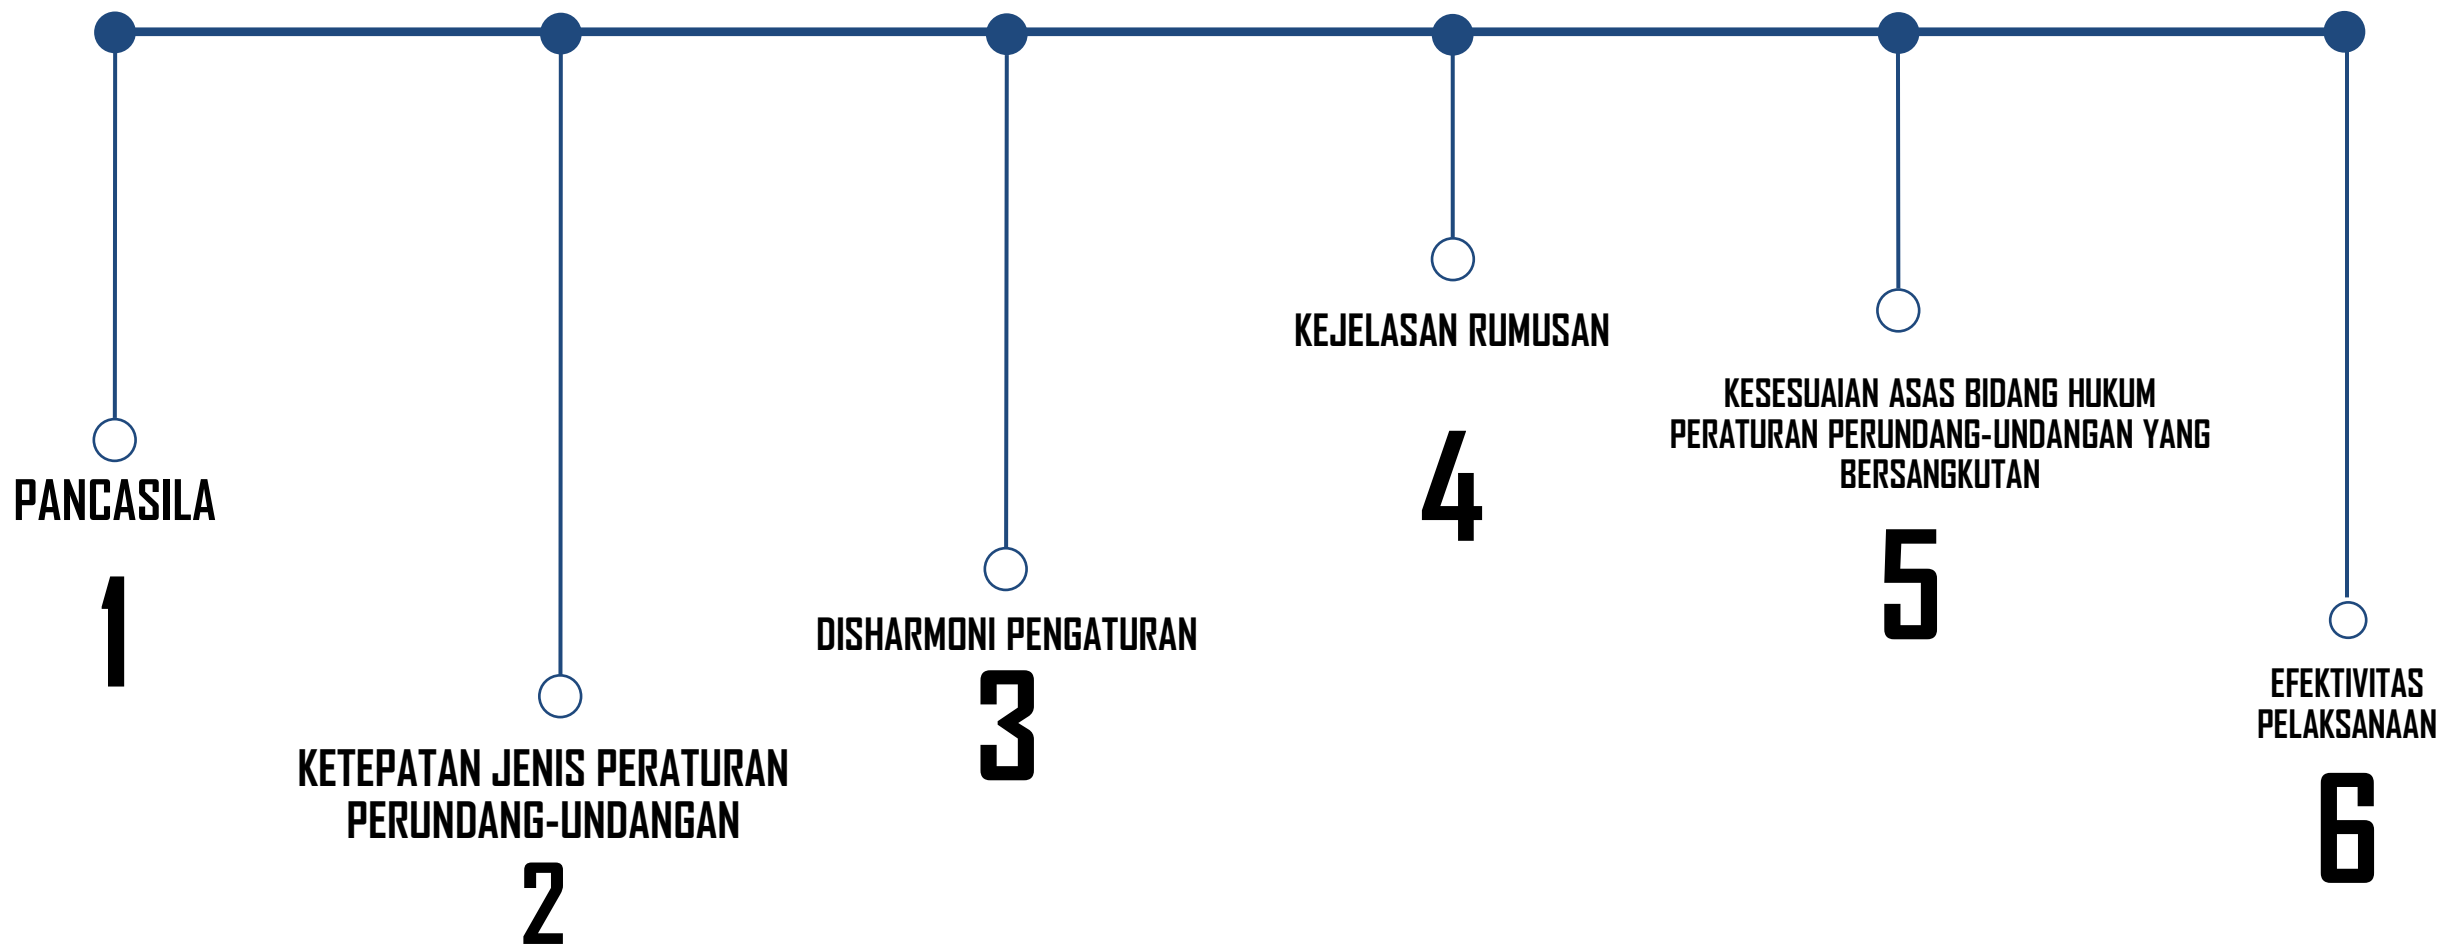 PANCASILA
1
KETEPATAN JENIS PERATURAN
PERUNDANG-UNDANGAN
2
DISHARMONI PENGATURAN
3
KEJELASAN RUMUSAN
4
KESESUAIAN ASAS BIDANG HUKUM
PERATURAN PERUNDANG-UNDANGAN YANG
BERSANGKUTAN
5
EFEKTIVITAS
PELAKSANAAN
6